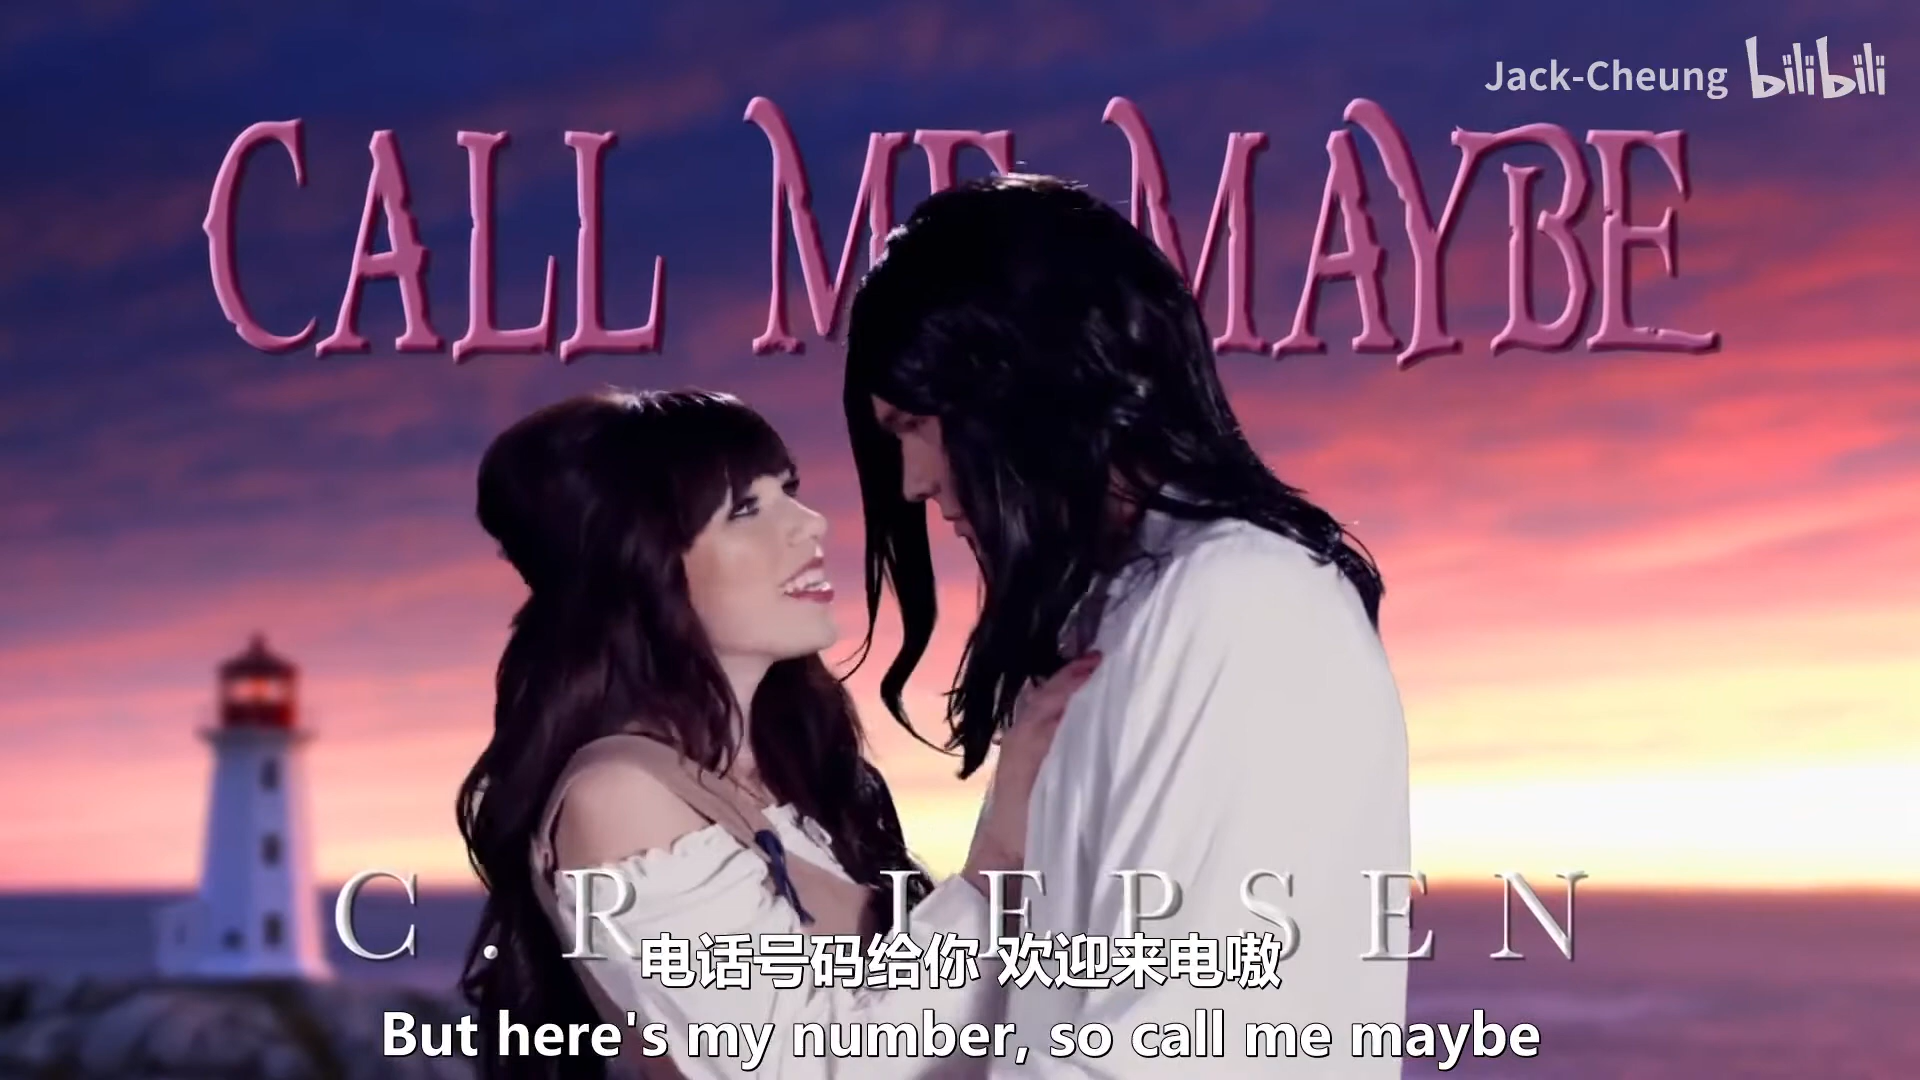 Jack-Cheung bilibili
CALL ME MAYBE
C. R. JEPSEN
电话号码给你 欢迎来电嗷
But here's my number, so call me maybe